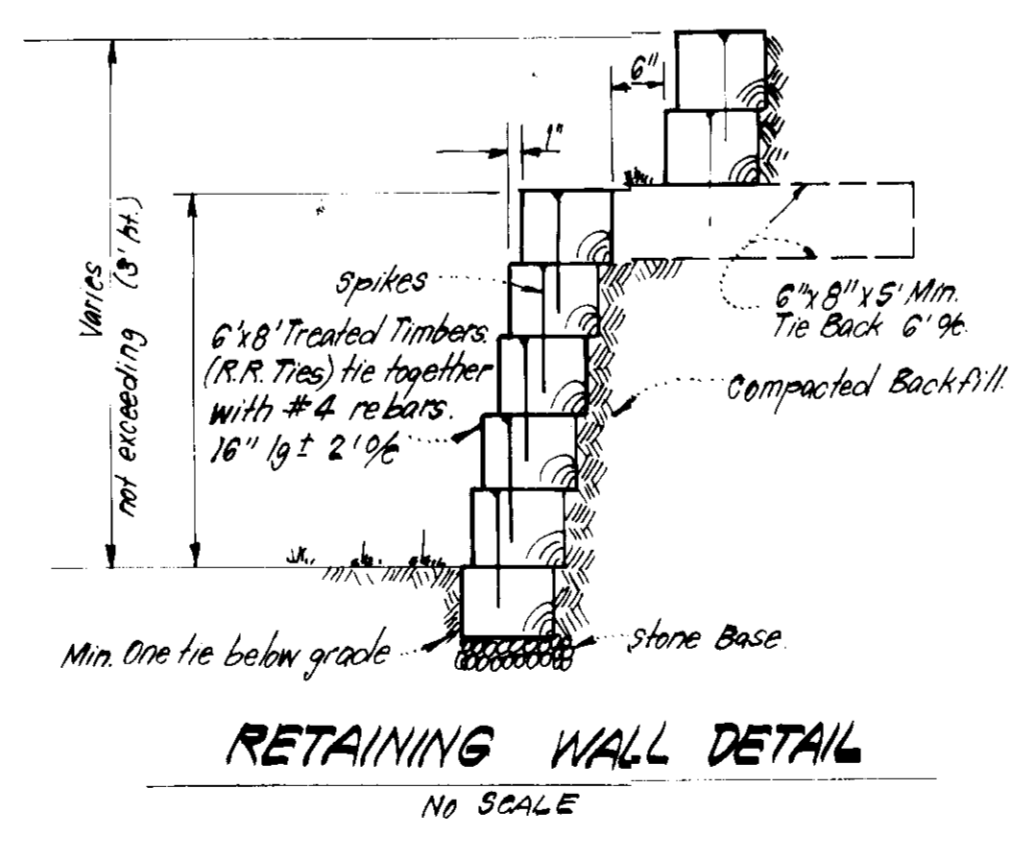 6"
1"
Varies
not exceeding (3' ht.)
spikes
6'x8' Treated Timbers.
(R.R. Ties) tie together
with #4 rebars.
16" lg ± 2' O/c
6"x8"x5' Min.
Tie Back 6' O/c.
Compacted Backfill.
Min. One tie below grade
Stone Base.
RETAINING WALL DETAIL
NO SCALE